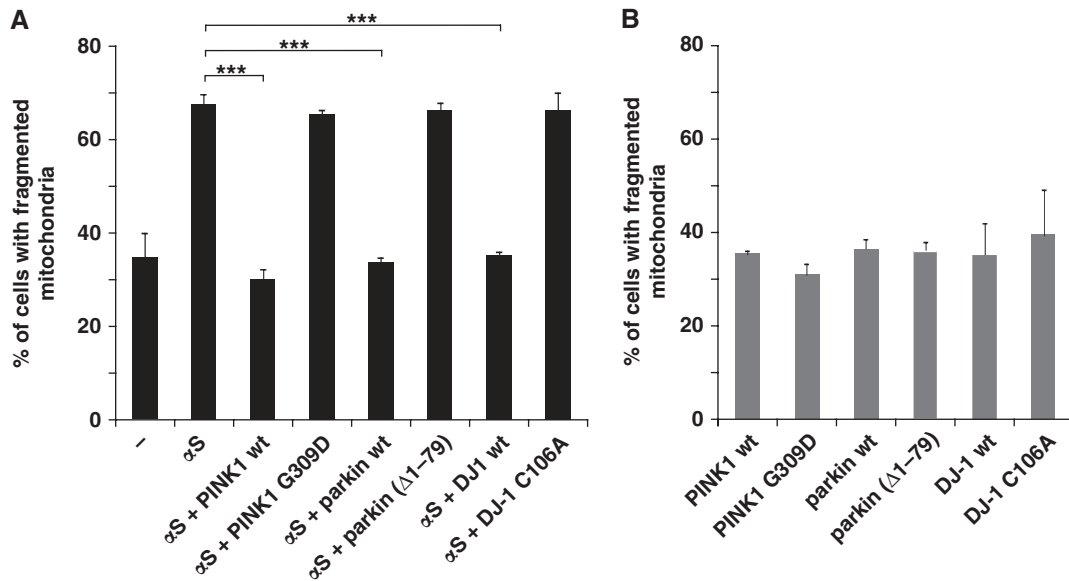 A
***
***
***
% of cells with fragmented
mitochondria
80
60
40
20
0
–
αS
αS + PINK1 wt
αS + PINK1 G309D
αS + parkin wt
αS + parkin (Δ1–79)
αS + DJ1 wt
αS + DJ-1 C106A
B
% of cells with fragmented
mitochondria
80
60
40
20
0
PINK1 wt
PINK1 G309D
parkin wt
parkin (Δ1–79)
DJ-1 wt
DJ-1 C106A